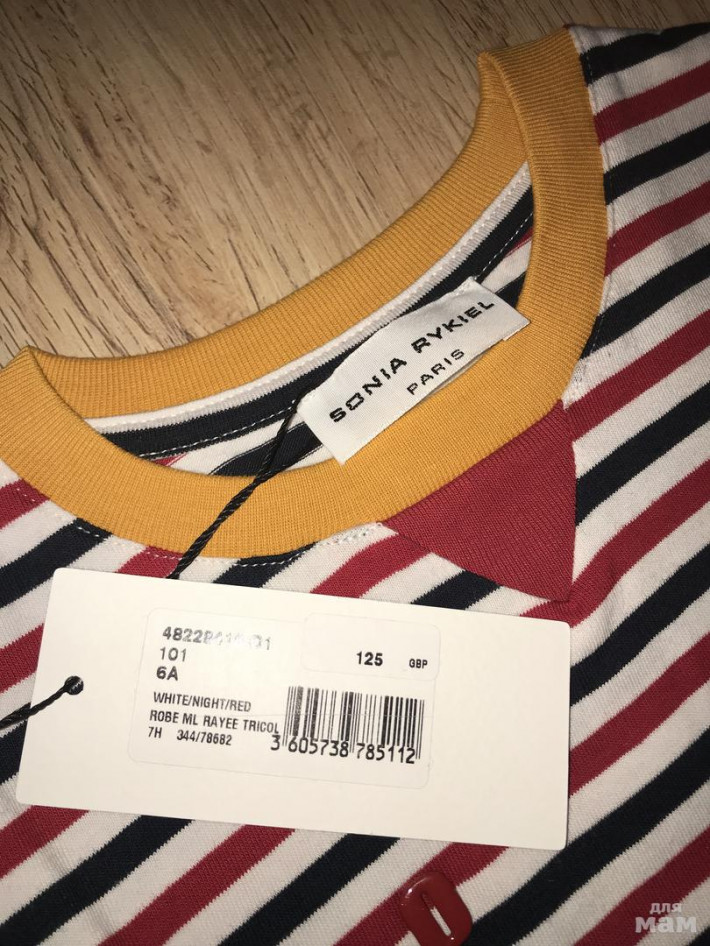 SONIA RYKIEL
PARIS
101
125 GBP
6A
WHITE/NIGHT/RED
ROBE ML RAYEE TRICOL
7H 344/78682
3 605738 785112
для
мам